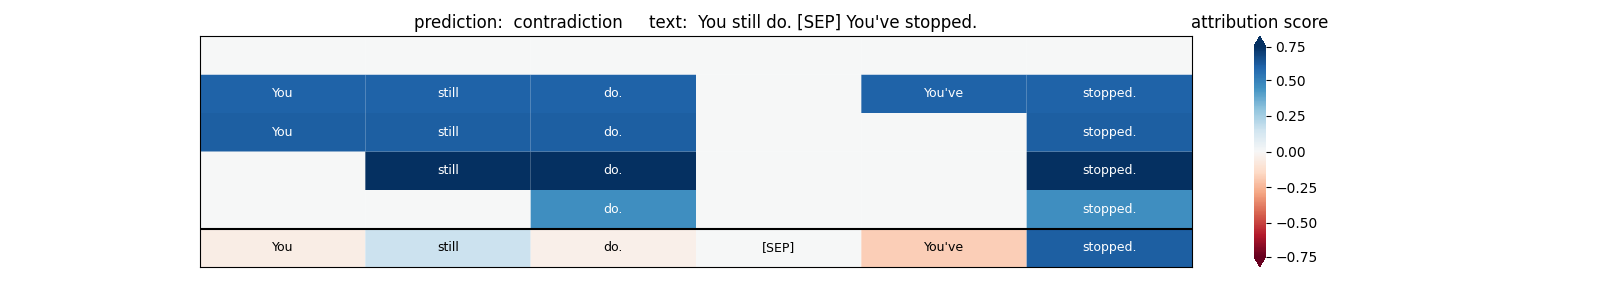 prediction:  contradiction     text:  You still do. [SEP] You've stopped.
attribution score
You still do. You've stopped.
You still do. stopped.
still do. stopped.
do. stopped.
You still do. [SEP] You've stopped.
0.75
0.50
0.25
0.00
−0.25
−0.50
−0.75